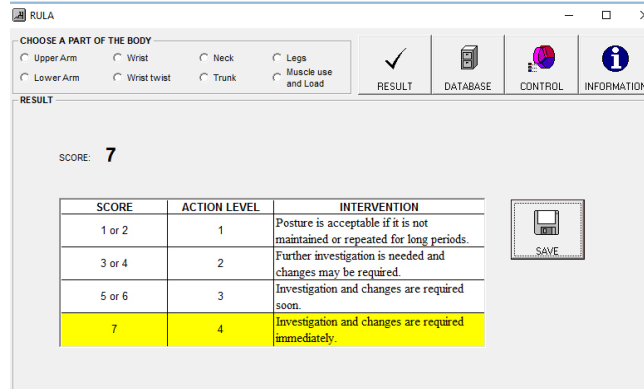 RULA
CHOOSE A PART OF THE BODY
Upper Arm Wrist Neck Legs
Lower Arm Wrist twist Trunk Muscle use and Load
RESULT DATABASE CONTROL INFORMATION
RESULT
SCORE: 7
SCORE ACTION LEVEL INTERVENTION
1 or 2 1 Posture is acceptable if it is not
maintained or repeated for long periods.
3 or 4 2 Further investigation is needed and
changes may be required.
5 or 6 3 Investigation and changes are required
soon.
7 4 Investigation and changes are required
immediately.
SAVE